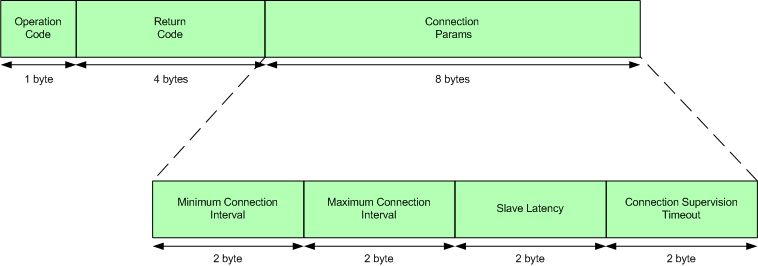 Operation
Code
Return
Code
Connection
Params
1 byte
4 bytes
8 bytes
Minimum Connection
Interval
Maximum Connection
Interval
Slave Latency
Connection Supervision
Timeout
2 byte
2 byte
2 byte
2 byte